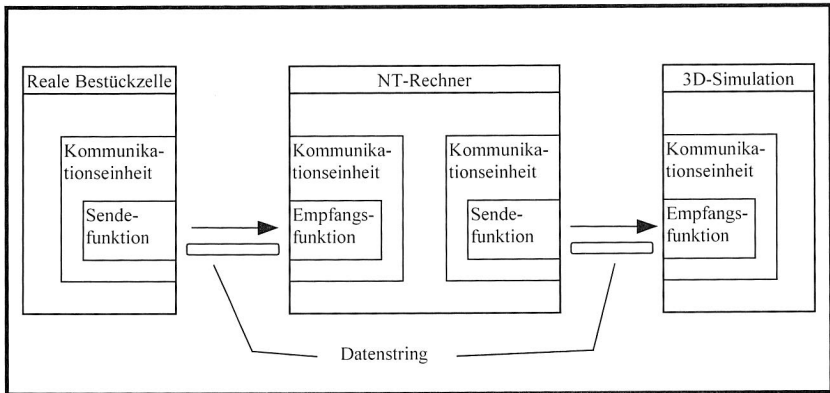 Reale Bestückzelle
NT-Rechner
3D-Simulation
Kommunika-
tionseinheit
Sende-
funktion
Kommunika-
tionseinheit
Empfangs-
funktion
Kommunika-
tionseinheit
Sende-
funktion
Kommunika-
tionseinheit
Empfangs-
funktion
Datenstring